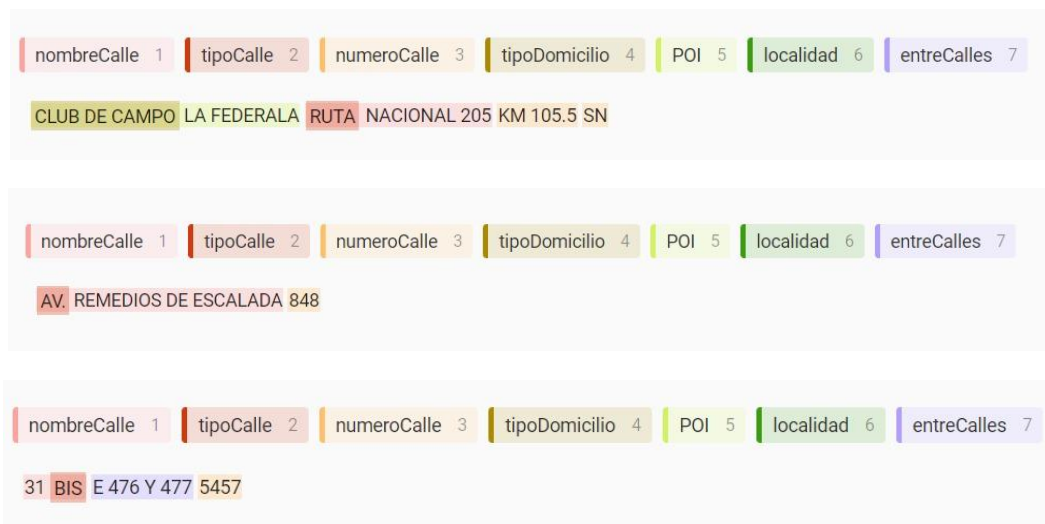 nombreCalle 1 tipoCalle 2 numeroCalle 3 tipoDomicilio 4 POI 5 localidad 6 entreCalles 7
CLUB DE CAMPO LA FEDERALA RUTA NACIONAL 205 KM 105.5 SN
nombreCalle 1 tipoCalle 2 numeroCalle 3 tipoDomicilio 4 POI 5 localidad 6 entreCalles 7
AV. REMEDIOS DE ESCALADA 848
nombreCalle 1 tipoCalle 2 numeroCalle 3 tipoDomicilio 4 POI 5 localidad 6 entreCalles 7
31 BIS E 476 Y 477 5457